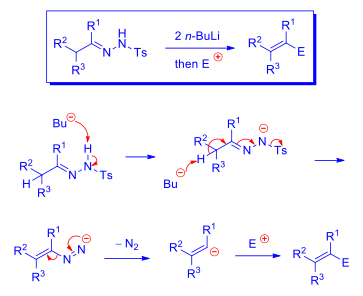 R1
R2 N H N Ts
R3
2 n-BuLi
then E ⊕
R1
R2 E
R3
Bu ⊖
R1 H
R2 N N Ts
H R3
R1 ⊖
R2 N N Ts
H R3
Bu ⊖
R1
R2 N N ⊖
R3
– N2
R1
R2 ⊖
R3
E ⊕
R1
R2 E
R3